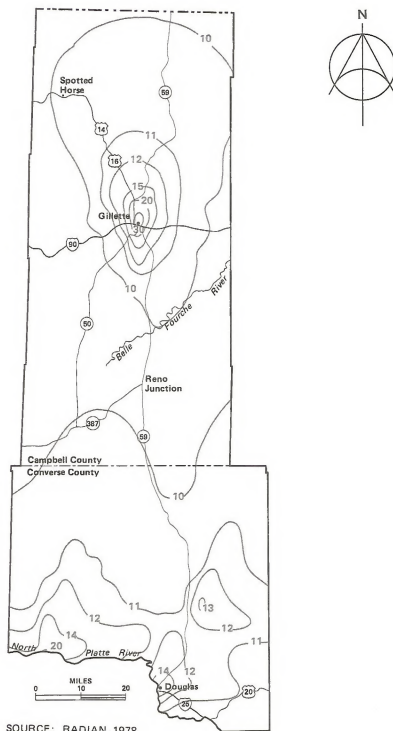 N
10
59
Spotted
Horse
14
11
16
12
15
20
Gillette
30
90
10
Belle Fourche River
50
Reno
Junction
387
59
Campbell County
Converse County
10
11
13
12
12
11
14
North Platte River
20
12
14
MILES
0 10 20
Douglas
20
25
SOURCE: RADIAN 1978